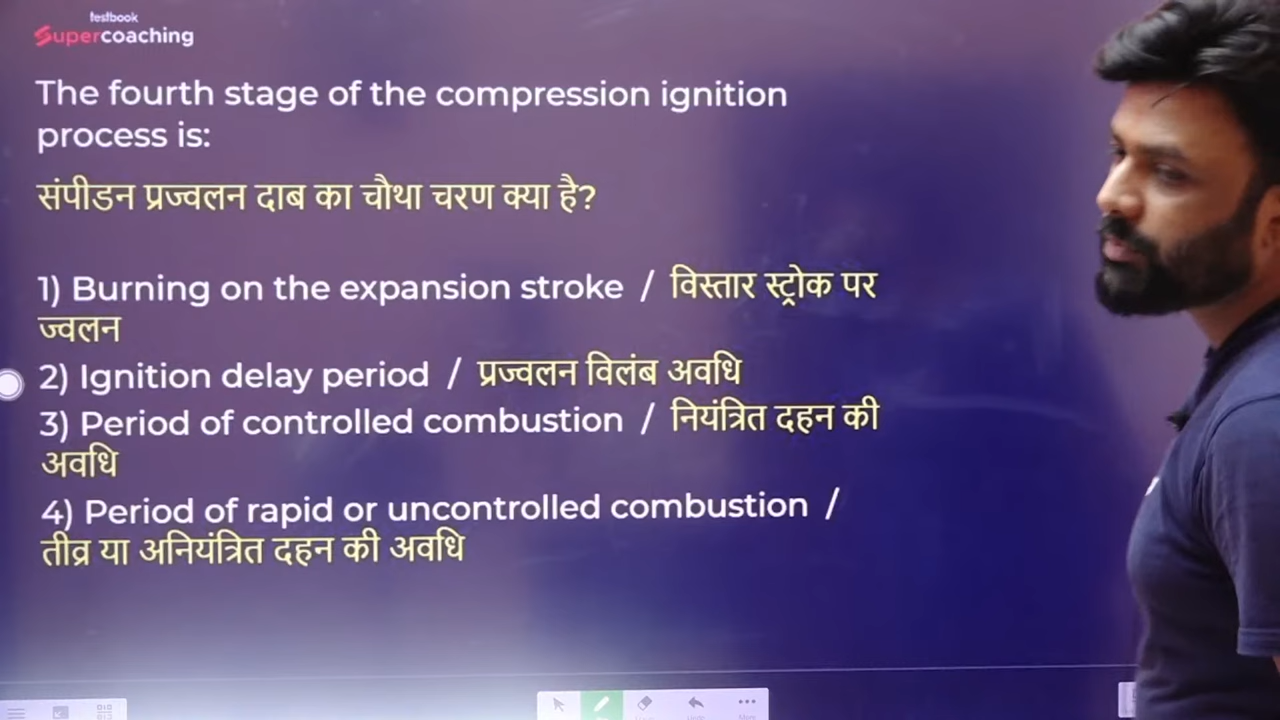 testbook
Supercoaching
The fourth stage of the compression ignition
process is:
संपीडन प्रज्वलन दाब का चौथा चरण क्या है?
1) Burning on the expansion stroke / विस्तार स्ट्रोक पर
ज्वलन
2) Ignition delay period / प्रज्वलन विलंब अवधि
3) Period of controlled combustion / नियंत्रित दहन की
अवधि
4) Period of rapid or uncontrolled combustion /
तीव्र या अनियंत्रित दहन की अवधि